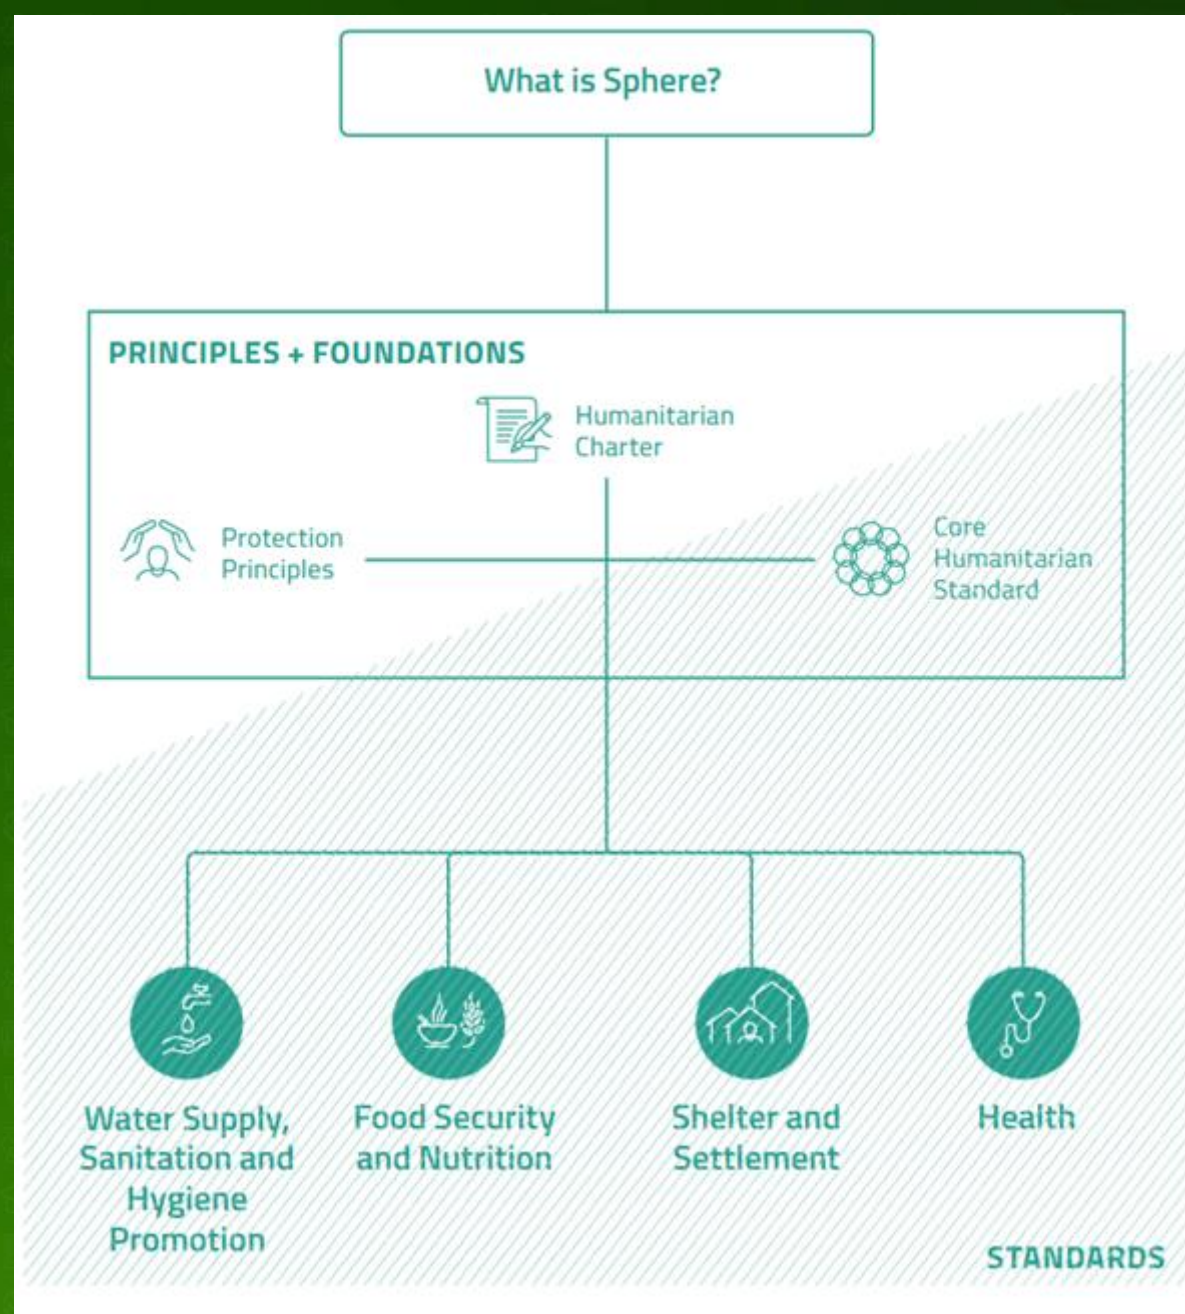 What is Sphere?
PRINCIPLES + FOUNDATIONS
Humanitarian
Charter
Protection
Principles
Core
Humanitarian
Standard
Water Supply,
Sanitation and
Hygiene
Promotion
Food Security
and Nutrition
Shelter and
Settlement
Health
STANDARDS